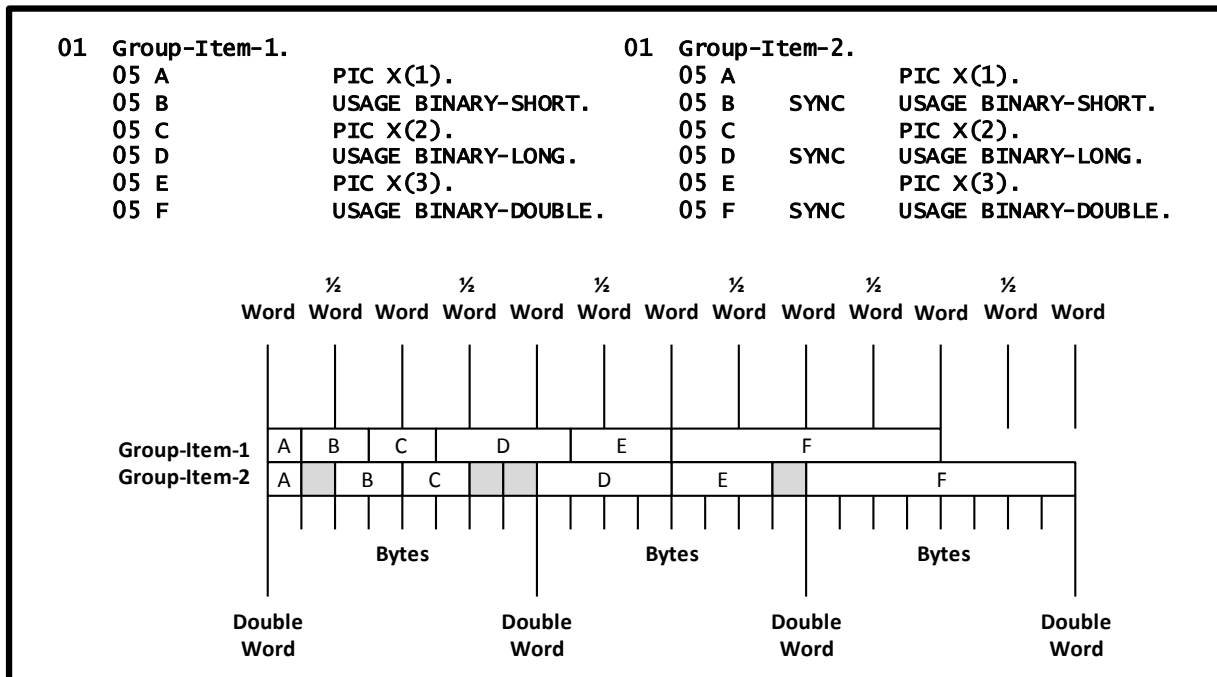 01 Group-Item-1.
05 A PIC X(1).
05 B USAGE BINARY-SHORT.
05 C PIC X(2).
05 D USAGE BINARY-LONG.
05 E PIC X(3).
05 F USAGE BINARY-DOUBLE.
01 Group-Item-2.
05 A PIC X(1).
05 B SYNC USAGE BINARY-SHORT.
05 C PIC X(2).
05 D SYNC USAGE BINARY-LONG.
05 E PIC X(3).
05 F SYNC USAGE BINARY-DOUBLE.
½ ½ ½ ½ ½ ½
Word Word Word Word Word Word Word Word Word Word Word Word Word
Group-Item-1 A B C D E F
Group-Item-2 A B C D E F
Bytes Bytes Bytes
Double Double Double Double
Word Word Word Word